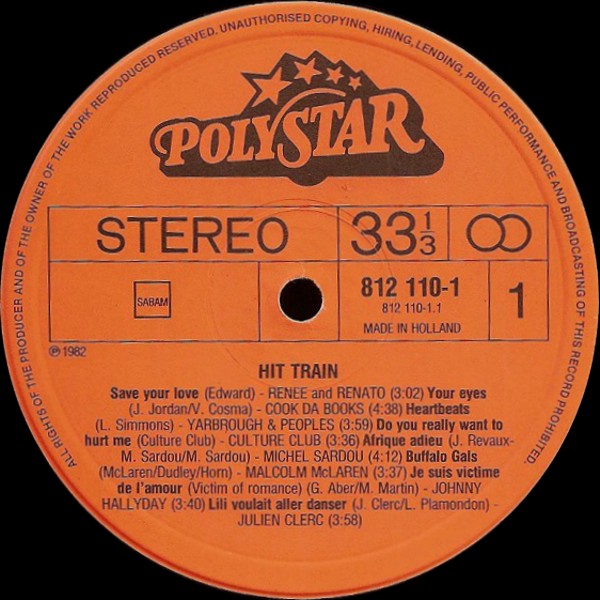 ALL RIGHTS OF THE PRODUCER AND OF THE OWNER OF THE WORK REPRODUCED RESERVED. UNAUTHORISED COPYING, HIRING, LENDING, PUBLIC PERFORMANCE AND BROADCASTING OF THIS RECORD PROHIBITED.
POLYSTAR
STEREO
33 1/3
SABAM
812 110-1
812 110-1.1
MADE IN HOLLAND
1
℗ 1982
HIT TRAIN
Save your love (Edward) - RENEE and RENATO (3:02) Your eyes
(J. Jordan/V. Cosma) - COOK DA BOOKS (4:38) Heartbeats
(L. Simmons) - YARBROUGH & PEOPLES (3:59) Do you really want to
hurt me (Culture Club) - CULTURE CLUB (3:36) Afrique adieu (J. Revaux-
M. Sardou/M. Sardou) - MICHEL SARDOU (4:12) Buffalo Gals
(McLaren/Dudley/Horn) - MALCOLM McLAREN (3:37) Je suis victime
de l'amour (Victim of romance) (G. Aber/M. Martin) - JOHNNY
HALLYDAY (3:40) Lili voulait aller danser (J. Clerc/L. Plamondon) -
JULIEN CLERC (3:58)